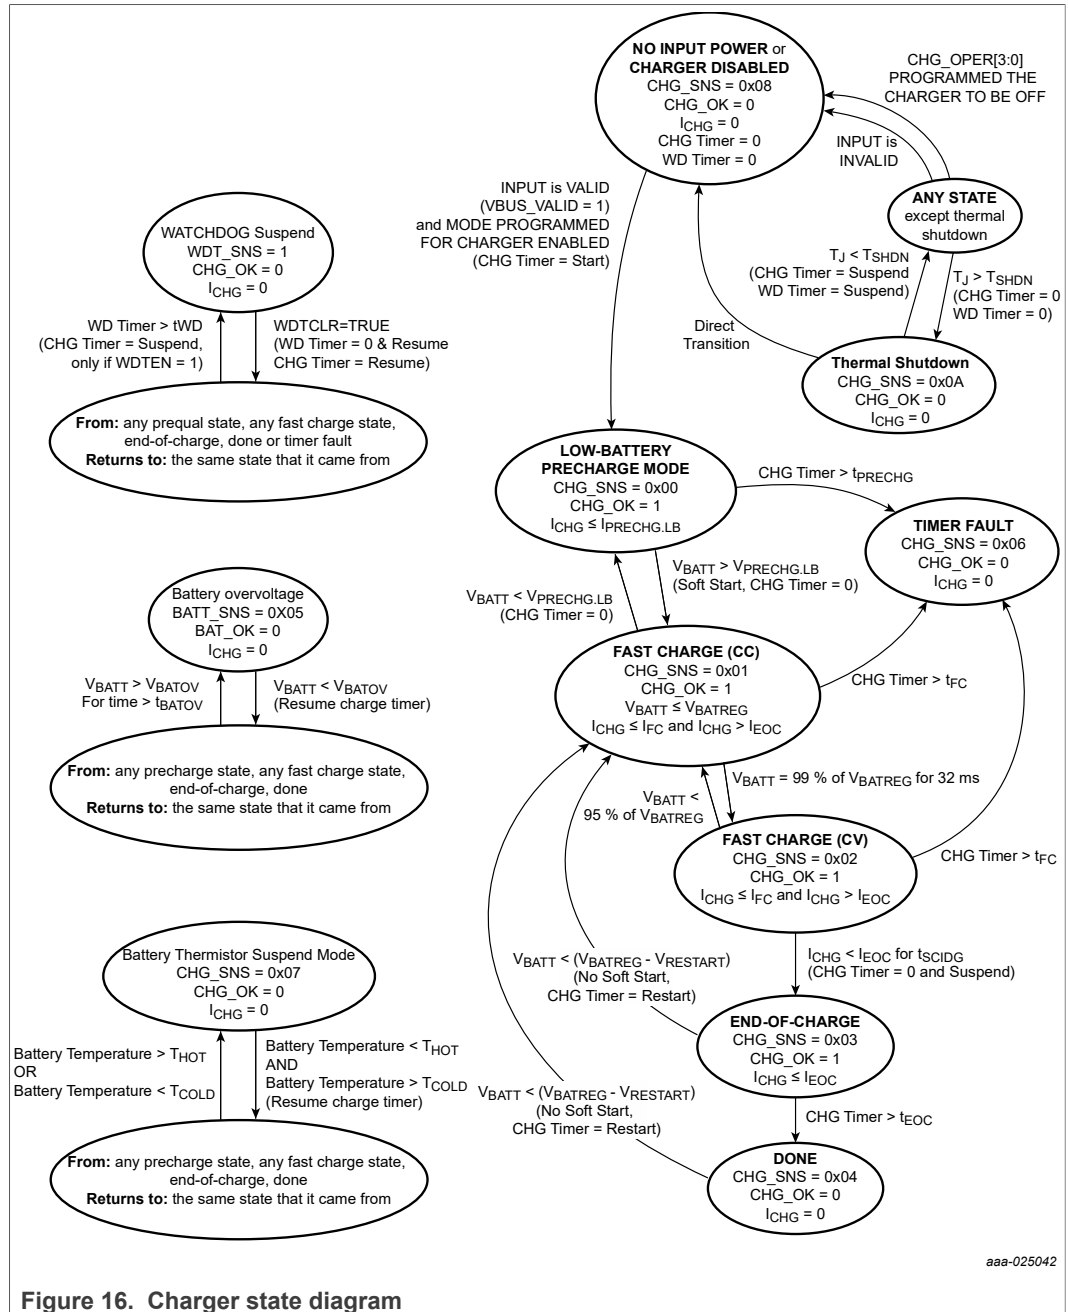 NO INPUT POWER or
CHARGER DISABLED
CHG_SNS = 0x08
CHG_OK = 0
ICHG = 0
CHG Timer = 0
WD Timer = 0
CHG_OPER[3:0]
PROGRAMMED THE
CHARGER TO BE OFF
INPUT is
INVALID
ANY STATE
except thermal
shutdown
INPUT is VALID
(VBUS_VALID = 1)
and MODE PROGRAMMED
FOR CHARGER ENABLED
(CHG Timer = Start)
TJ < TSHDN
(CHG Timer = Suspend
WD Timer = Suspend)
TJ > TSHDN
(CHG Timer = 0
WD Timer = 0)
Direct
Transition
Thermal Shutdown
CHG_SNS = 0x0A
CHG_OK = 0
ICHG = 0
WATCHDOG Suspend
WDT_SNS = 1
CHG_OK = 0
ICHG = 0
WD Timer > tWD
(CHG Timer = Suspend,
only if WDTEN = 1)
WDTCLR=TRUE
(WD Timer = 0 & Resume
CHG Timer = Resume)
From: any prequal state, any fast charge state,
end-of-charge, done or timer fault
Returns to: the same state that it came from
LOW-BATTERY
PRECHARGE MODE
CHG_SNS = 0x00
CHG_OK = 1
ICHG ≤ IPRECHG.LB
CHG Timer > tPRECHG
TIMER FAULT
CHG_SNS = 0x06
CHG_OK = 0
ICHG = 0
VBATT > VPRECHG.LB
(Soft Start, CHG Timer = 0)
VBATT < VPRECHG.LB
(CHG Timer = 0)
Battery overvoltage
BATT_SNS = 0X05
BAT_OK = 0
ICHG = 0
VBATT > VBATOV
For time > tBATOV
VBATT < VBATOV
(Resume charge timer)
From: any precharge state, any fast charge state,
end-of-charge, done
Returns to: the same state that it came from
FAST CHARGE (CC)
CHG_SNS = 0x01
CHG_OK = 1
VBATT ≤ VBATREG
ICHG ≤ IFC and ICHG > IEOC
CHG Timer > tFC
VBATT = 99 % of VBATREG for 32 ms
VBATT <
95 % of VBATREG
FAST CHARGE (CV)
CHG_SNS = 0x02
CHG_OK = 1
ICHG ≤ IFC and ICHG > IEOC
CHG Timer > tFC
ICHG < IEOC for tSCIDG
(CHG Timer = 0 and Suspend)
VBATT < (VBATREG - VRESTART)
(No Soft Start,
CHG Timer = Restart)
END-OF-CHARGE
CHG_SNS = 0x03
CHG_OK = 1
ICHG ≤ IEOC
CHG Timer > tEOC
VBATT < (VBATREG - VRESTART)
(No Soft Start,
CHG Timer = Restart)
DONE
CHG_SNS = 0x04
CHG_OK = 0
ICHG = 0
Battery Thermistor Suspend Mode
CHG_SNS = 0x07
CHG_OK = 0
ICHG = 0
Battery Temperature > THOT
OR
Battery Temperature < TCOLD
Battery Temperature < THOT
AND
Battery Temperature > TCOLD
(Resume charge timer)
From: any precharge state, any fast charge state,
end-of-charge, done
Returns to: the same state that it came from
aaa-025042
Figure 16. Charger state diagram